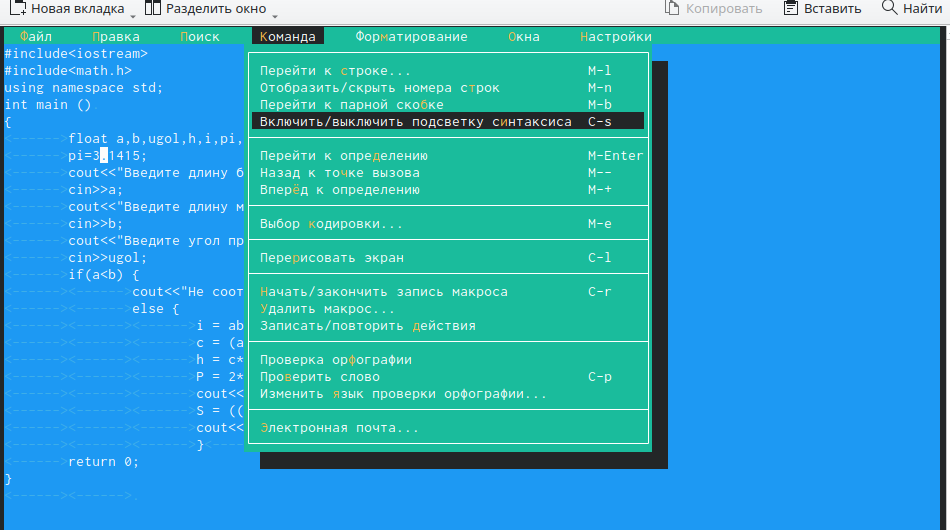 Новая вкладка Разделить окно Копировать Вставить Найти
Файл Правка Поиск Команда Форматирование Окна Настройки
#include<iostream>
#include<math.h> Перейти к строке... M-l
using namespace std; Отобразить/скрыть номера строк M-n
int main () Перейти к парной скобке M-b
{ Включить/выключить подсветку синтаксиса C-s
<------>float a,b,ugol,h,i,pi,
<------>pi=3.1415; Перейти к определению M-Enter
<------>cout<<"Введите длину б Назад к точке вызова M--
<------>cin>>a; Вперёд к определению M-+
<------>cout<<"Введите длину м
<------>cin>>b; Выбор кодировки... M-e
<------>cout<<"Введите угол пр
<------>cin>>ugol; Перерисовать экран C-l
<------>if(a<b) {
<------><------>cout<<"Не соот Начать/закончить запись макроса C-r
<------><------>else { Удалить макрос...
<------><------><------>i = ab Записать/повторить действия
<------><------><------>c = (a
<------><------><------>h = c* Проверка орфографии
<------><------><------>P = 2* Проверить слово C-p
<------><------><------>cout<< Изменить язык проверки орфографии...
<------><------><------>S = ((
<------><------><------>cout<< Электронная почта...
<------><------><------>}<-----
<------>return 0;
}
<------><------>.